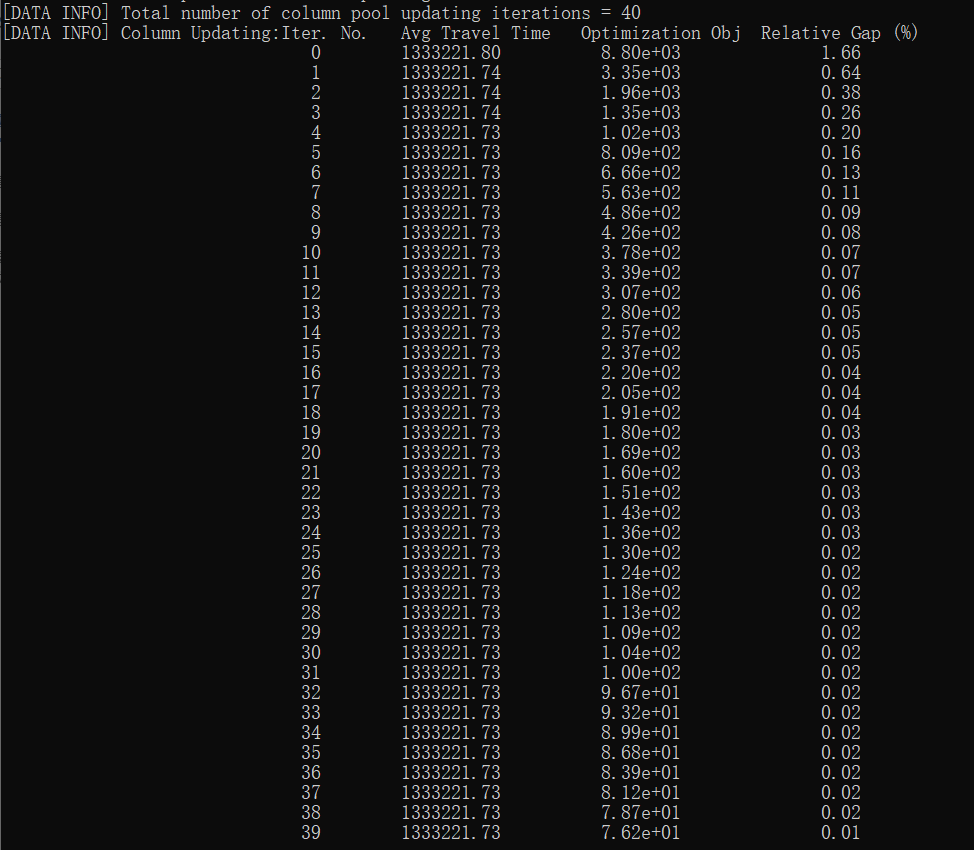 [DATA INFO] Total number of column pool updating iterations = 40
[DATA INFO] Column Updating:Iter. No.   Avg Travel Time   Optimization Obj  Relative Gap (%)
0 1333221.80 8.80e+03 1.66
1 1333221.74 3.35e+03 0.64
2 1333221.74 1.96e+03 0.38
3 1333221.74 1.35e+03 0.26
4 1333221.73 1.02e+03 0.20
5 1333221.73 8.09e+02 0.16
6 1333221.73 6.66e+02 0.13
7 1333221.73 5.63e+02 0.11
8 1333221.73 4.86e+02 0.09
9 1333221.73 4.26e+02 0.08
10 1333221.73 3.78e+02 0.07
11 1333221.73 3.39e+02 0.07
12 1333221.73 3.07e+02 0.06
13 1333221.73 2.80e+02 0.05
14 1333221.73 2.57e+02 0.05
15 1333221.73 2.37e+02 0.05
16 1333221.73 2.20e+02 0.04
17 1333221.73 2.05e+02 0.04
18 1333221.73 1.91e+02 0.04
19 1333221.73 1.80e+02 0.03
20 1333221.73 1.69e+02 0.03
21 1333221.73 1.60e+02 0.03
22 1333221.73 1.51e+02 0.03
23 1333221.73 1.43e+02 0.03
24 1333221.73 1.36e+02 0.03
25 1333221.73 1.30e+02 0.02
26 1333221.73 1.24e+02 0.02
27 1333221.73 1.18e+02 0.02
28 1333221.73 1.13e+02 0.02
29 1333221.73 1.09e+02 0.02
30 1333221.73 1.04e+02 0.02
31 1333221.73 1.00e+02 0.02
32 1333221.73 9.67e+01 0.02
33 1333221.73 9.32e+01 0.02
34 1333221.73 8.99e+01 0.02
35 1333221.73 8.68e+01 0.02
36 1333221.73 8.39e+01 0.02
37 1333221.73 8.12e+01 0.02
38 1333221.73 7.87e+01 0.02
39 1333221.73 7.62e+01 0.01